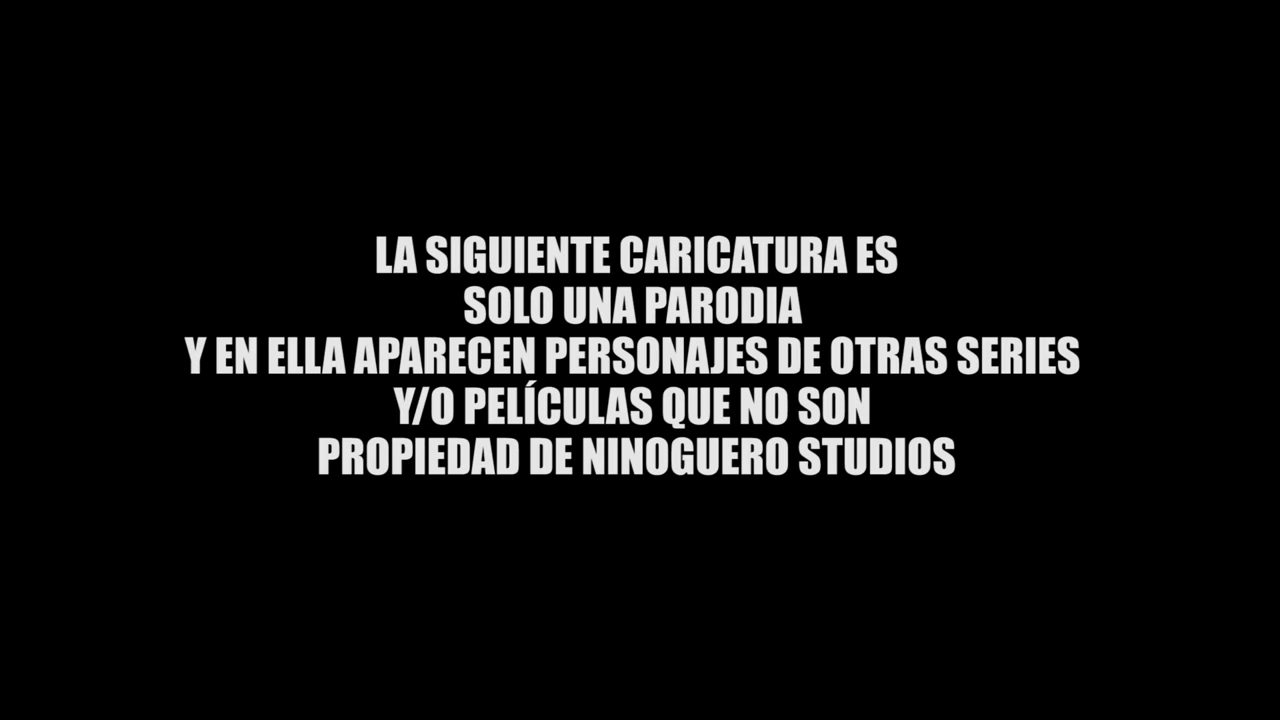 LA SIGUIENTE CARICATURA ES
SOLO UNA PARODIA
Y EN ELLA APARECEN PERSONAJES DE OTRAS SERIES
Y/O PELÍCULAS QUE NO SON
PROPIEDAD DE NINOGUERO STUDIOS